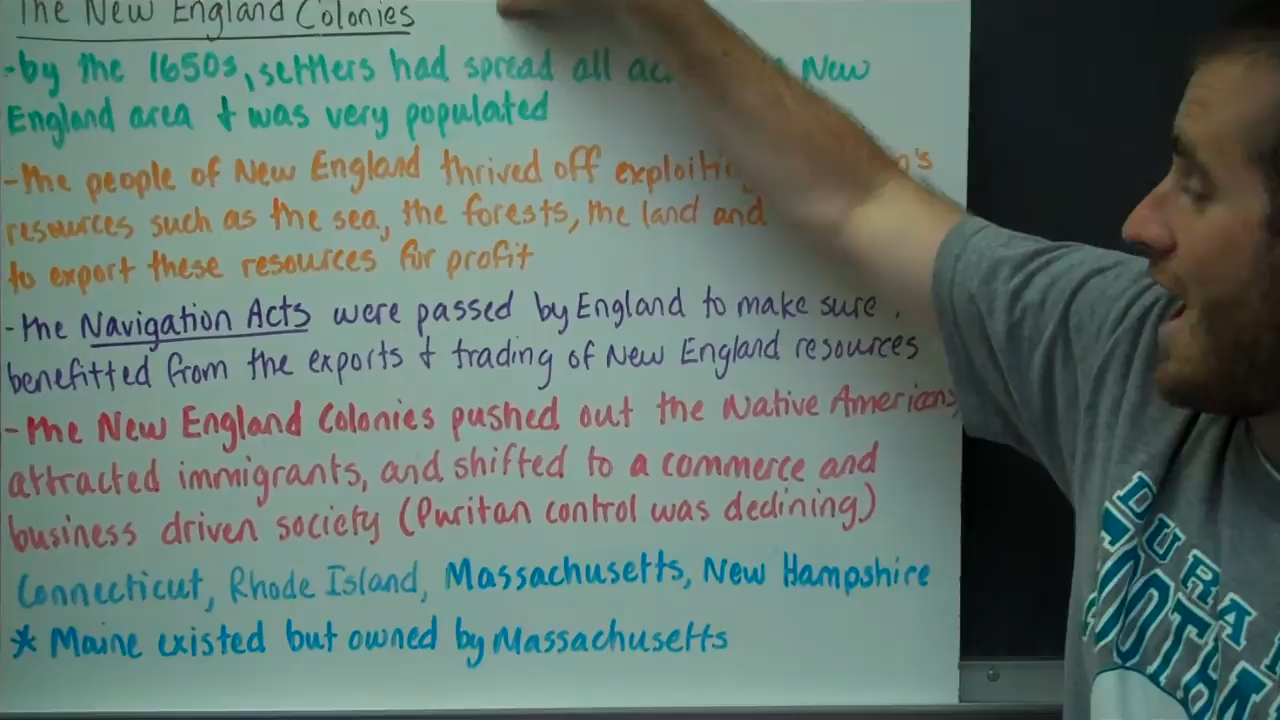 The New England Colonies
-by the 1650s, settlers had spread all New
England area & was very populated
-the people of New England thrived off
resources such as the sea, the forests, the land and
to export these resources for profit
-the Navigation Acts were passed by England to make sure
benefitted from the exports & trading of New England resources
-the New England Colonies pushed out the Native Americans,
attracted immigrants, and shifted to a commerce and
business driven society (Puritan control was declining)
Connecticut, Rhode Island, Massachusetts, New Hampshire
* Maine existed but owned by Massachusetts